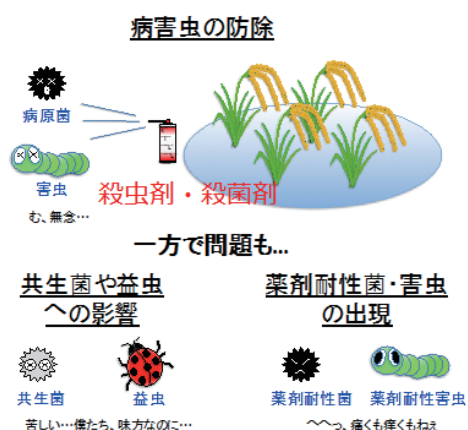 病害虫の防除
病原菌
害虫
む、無念…
殺虫剤・殺菌剤
一方で問題も…
共生菌や益虫
への影響
共生菌
益虫
苦しい…僕たち、味方なのに…
薬剤耐性菌・害虫
の出現
薬剤耐性菌
薬剤耐性害虫
へへっ、痛くも痒くもねぇ